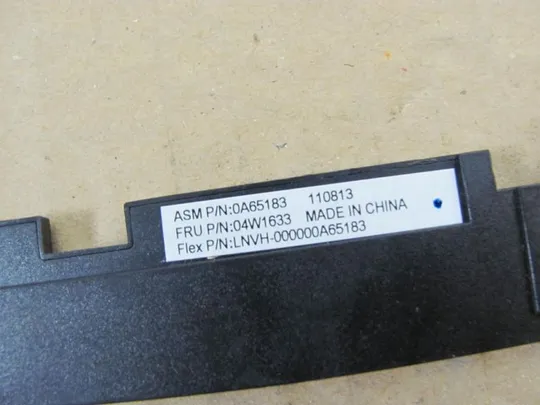 ASM P/N:0A65183 110813
FRU P/N:04W1633 MADE IN CHINA
Flex P/N:LNVH-000000A65183